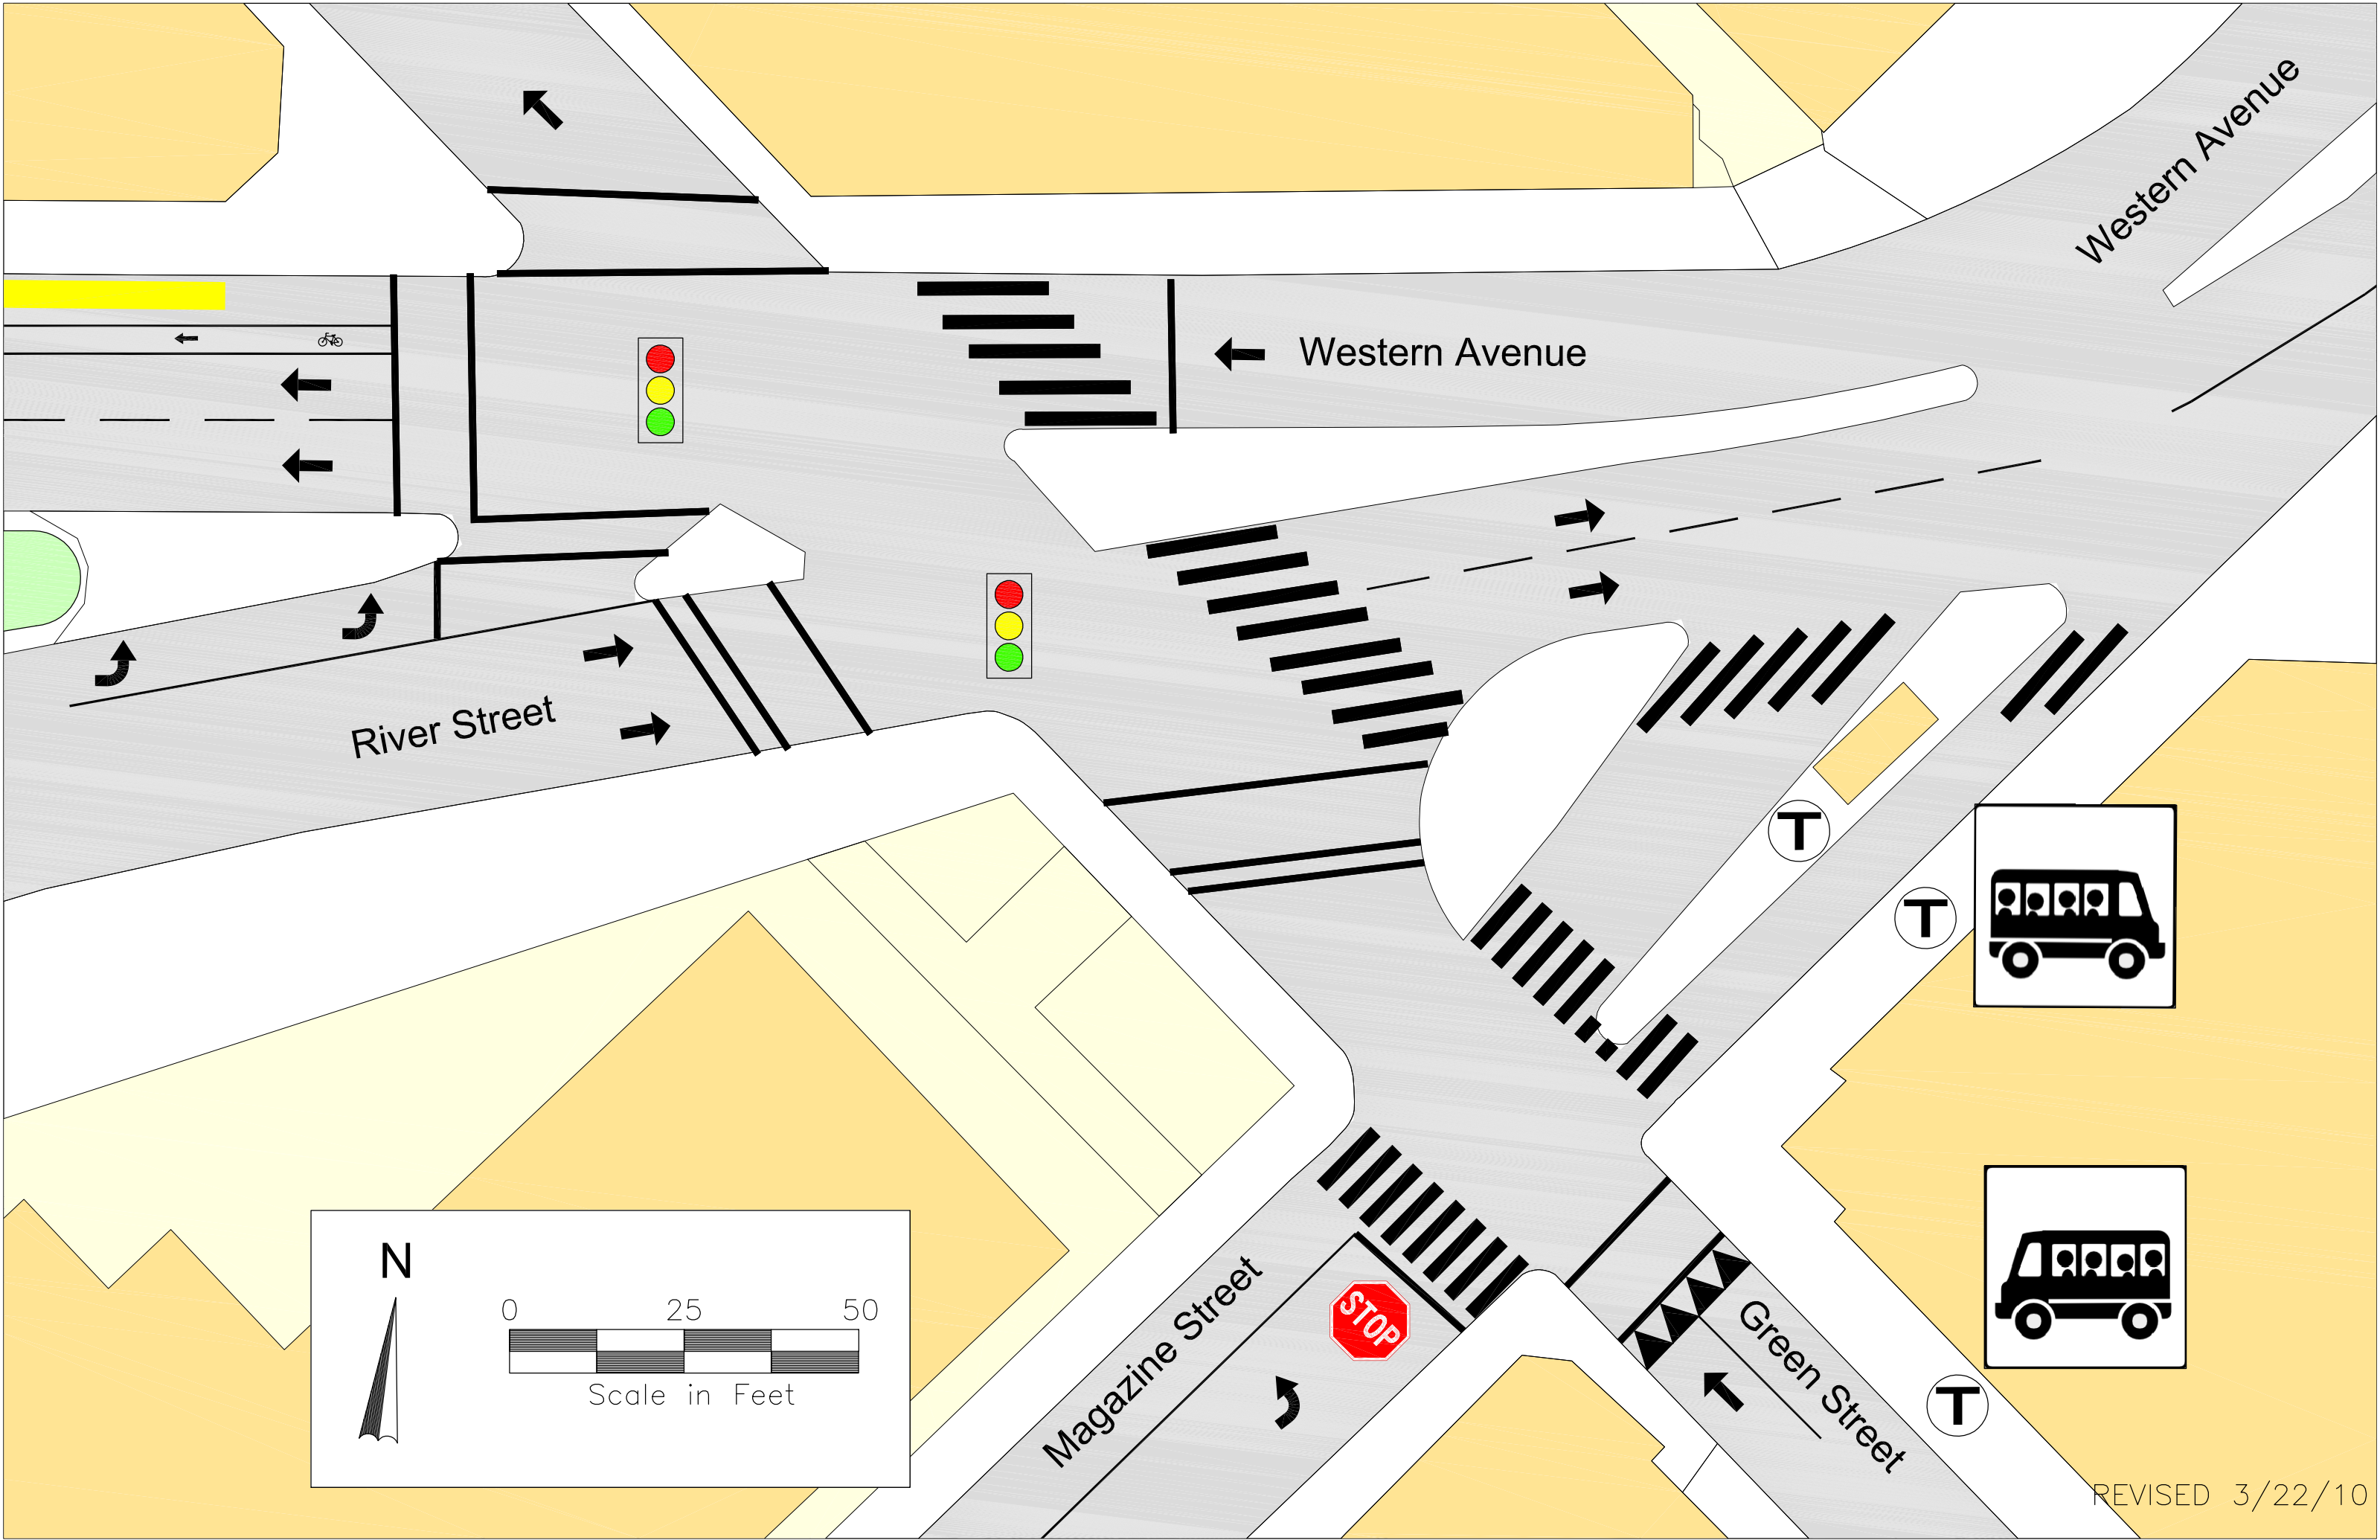 Western Avenue
Western Avenue
River Street
T
T
N
0 25 50
Scale in Feet
Magazine Street
STOP
Green Street
T
REVISED 3/22/10